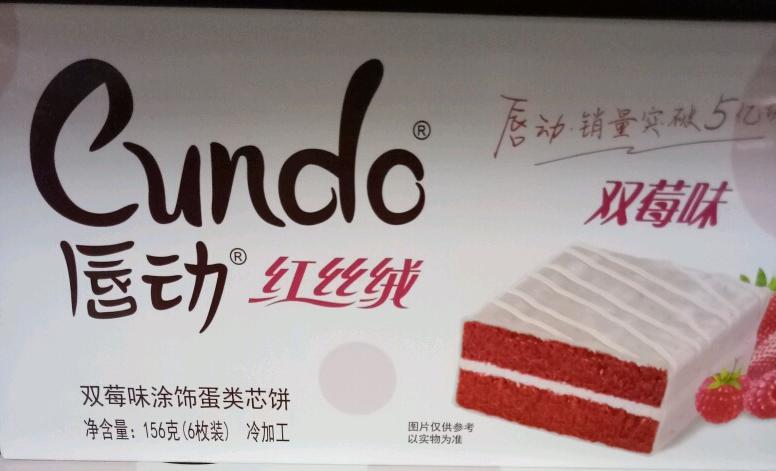 Cundo®
唇动·销量突破5亿
双莓味
唇动® 红丝绒
双莓味涂饰蛋类芯饼
净含量：156克(6枚装) 冷加工
图片仅供参考
以实物为准